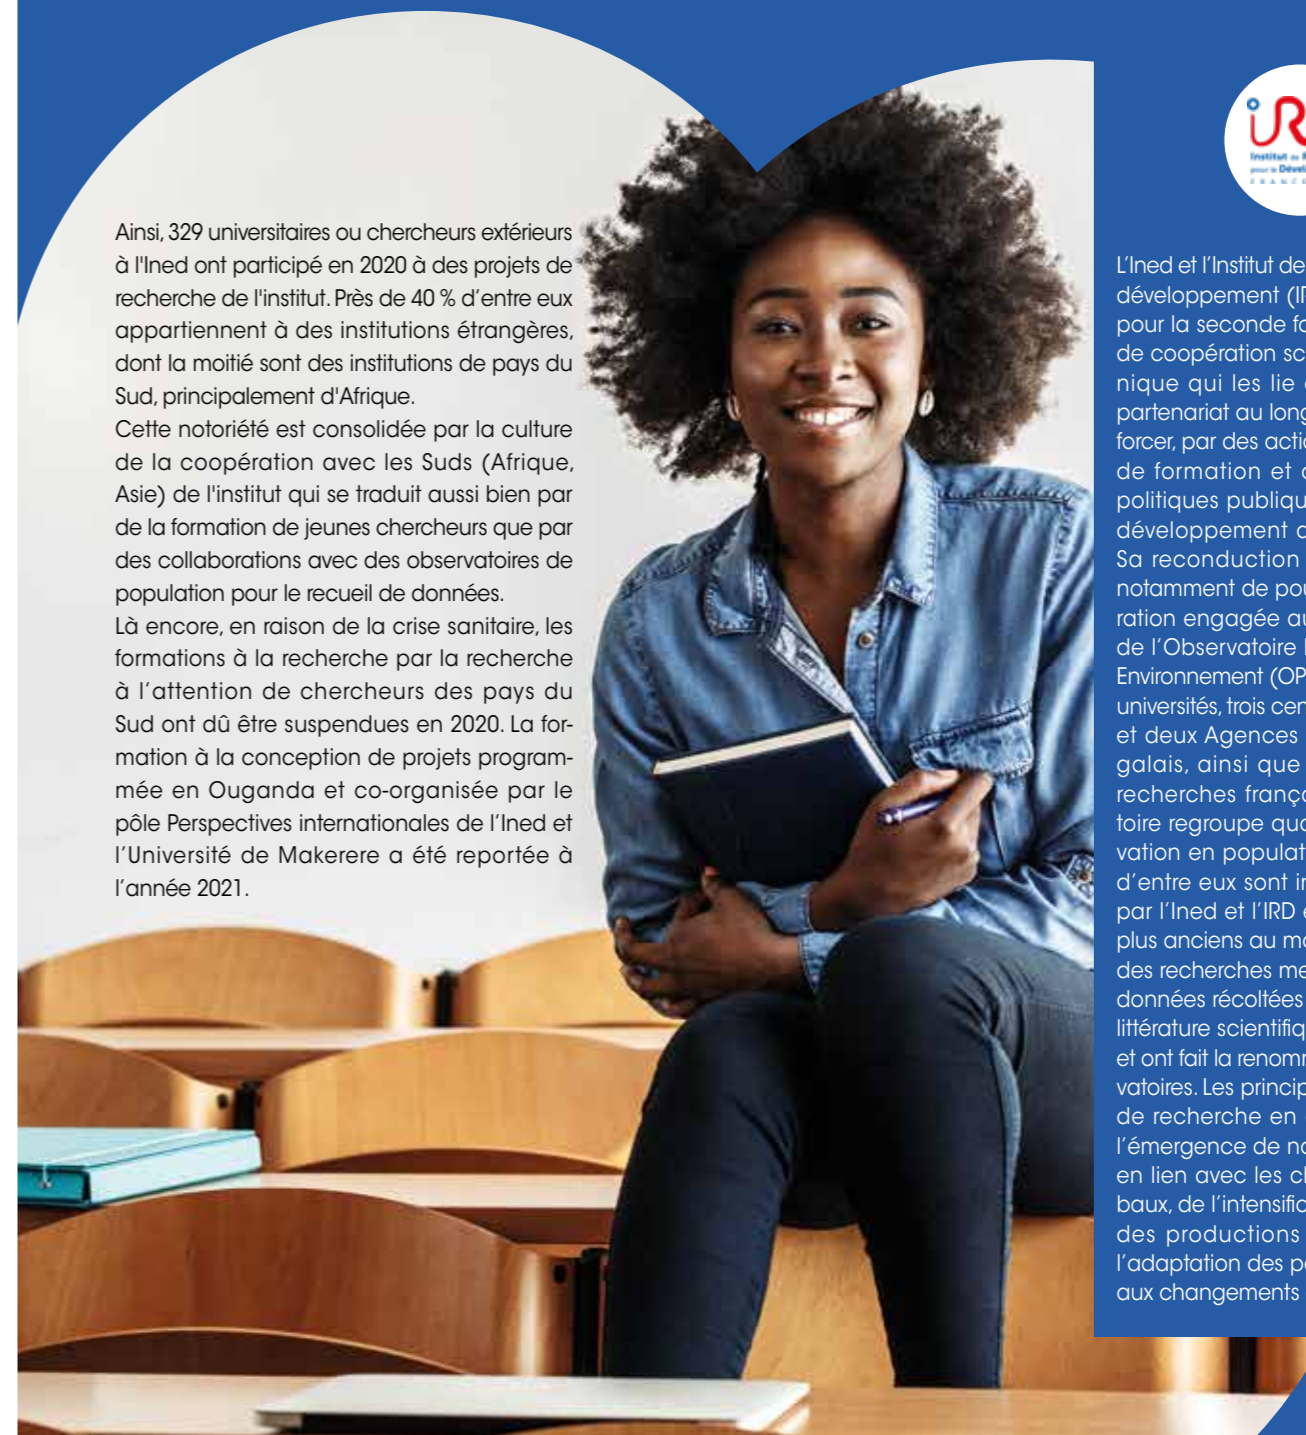 Ainsi, 329 universitaires ou chercheurs extérieurs
à l'Ined ont participé en 2020 à des projets de
recherche de l'institut. Près de 40 % d’entre eux
appartiennent à des institutions étrangères,
dont la moitié sont des institutions de pays du
Sud, principalement d'Afrique.
Cette notoriété est consolidée par la culture
de la coopération avec les Suds (Afrique,
Asie) de l'institut qui se traduit aussi bien par
de la formation de jeunes chercheurs que par
des collaborations avec des observatoires de
population pour le recueil de données.
Là encore, en raison de la crise sanitaire, les
formations à la recherche par la recherche
à l’attention de chercheurs des pays du
Sud ont dû être suspendues en 2020. La for-
mation à la conception de projets program-
mée en Ouganda et co-organisée par le
pôle Perspectives internationales de l’Ined et
l’Université de Makerere a été reportée à
l’année 2021.
iR
Institut de
pour le Dével
FRANCE
L’Ined et l’Institut de
développement (I
pour la seconde fo
de coopération sc
nique qui les lie
partenariat au long
forcer, par des actio
de formation et
politiques publiqu
développement
Sa reconduction
notamment de pou
ration engagée au
de l’Observatoire
Environnement (OP
universités, trois cen
et deux Agences
galais, ainsi que
recherches frança
toire regroupe qua
vation en populat
d’entre eux sont in
par l’Ined et l’IRD
plus anciens au mo
des recherches me
données récoltées
littérature scientifiq
et ont fait la renom
vatoires. Les princip
de recherche en
l’émergence de no
en lien avec les c
baux, de l’intensific
des productions
l’adaptation des p
aux changements